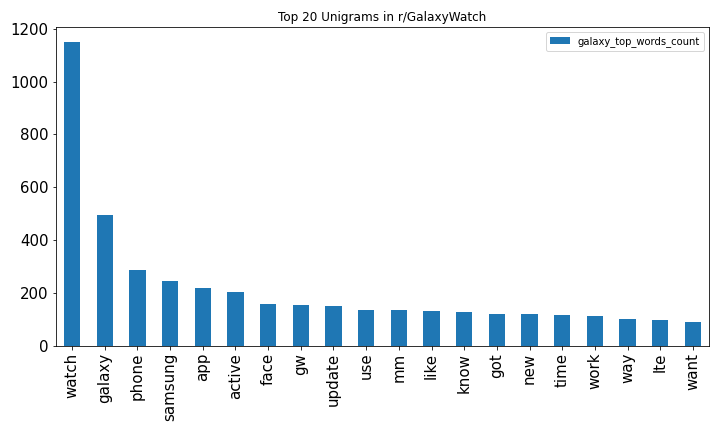 Top 20 Unigrams in r/GalaxyWatch
galaxy_top_words_count
1200
1000
800
600
400
200
0
watch
galaxy
phone
samsung
app
active
face
gw
update
use
mm
like
know
got
new
time
work
way
lte
want